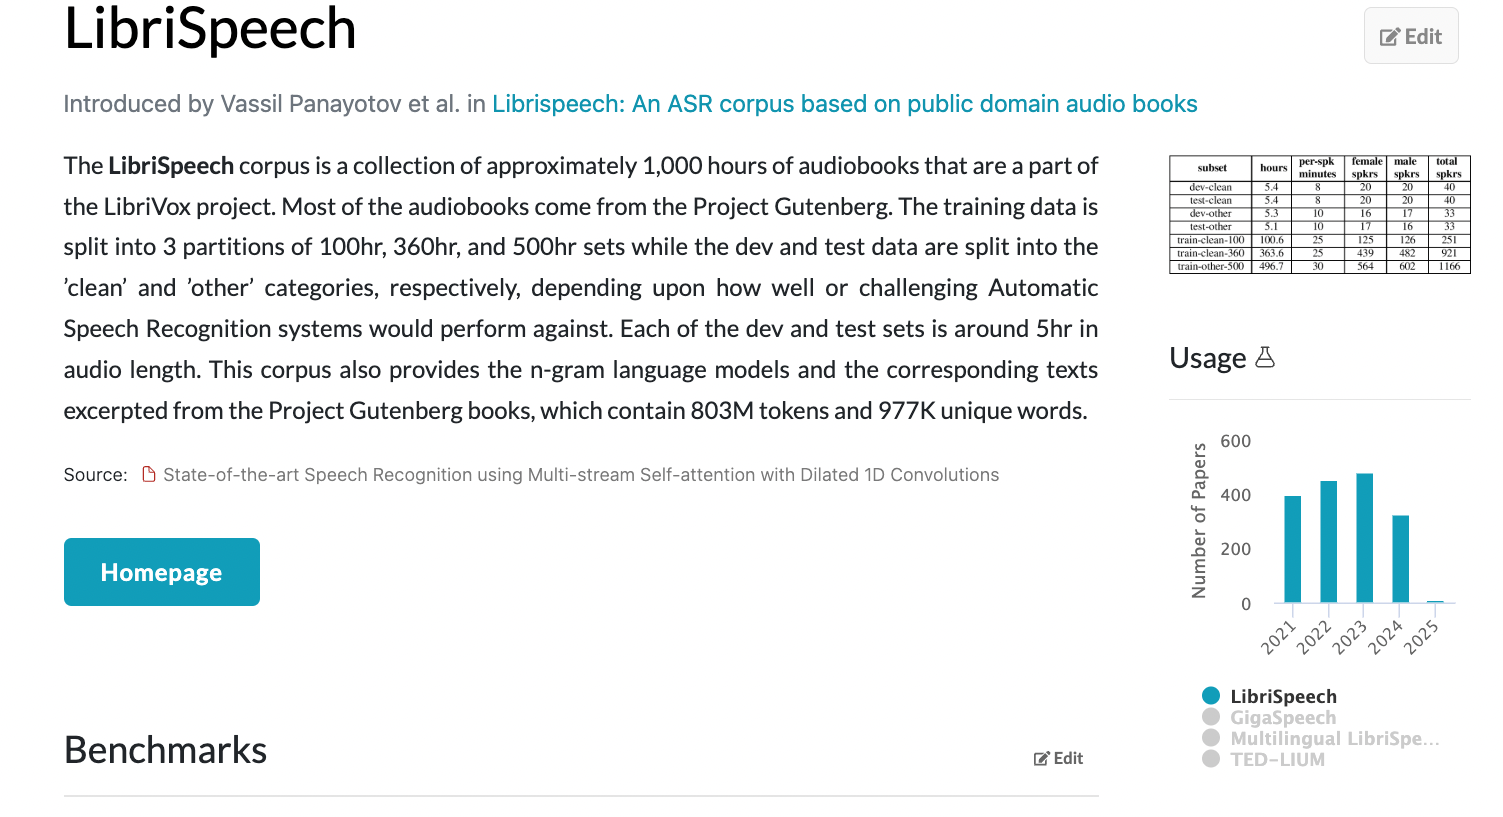 LibriSpeech
Edit
Introduced by Vassil Panayotov et al. in Librispeech: An ASR corpus based on public domain audio books
The LibriSpeech corpus is a collection of approximately 1,000 hours of audiobooks that are a part of
the LibriVox project. Most of the audiobooks come from the Project Gutenberg. The training data is
split into 3 partitions of 100hr, 360hr, and 500hr sets while the dev and test data are split into the
’clean’ and ’other’ categories, respectively, depending upon how well or challenging Automatic
Speech Recognition systems would perform against. Each of the dev and test sets is around 5hr in
audio length. This corpus also provides the n-gram language models and the corresponding texts
excerpted from the Project Gutenberg books, which contain 803M tokens and 977K unique words.
Source: State-of-the-art Speech Recognition using Multi-stream Self-attention with Dilated 1D Convolutions
Homepage
Benchmarks
Edit
subset hours per-spk minutes female spkrs male spkrs total spkrs
dev-clean 5.4 8 20 20 40
test-clean 5.4 8 20 20 40
dev-other 5.3 10 16 17 33
test-other 5.1 10 17 16 33
train-clean-100 100.6 25 125 126 251
train-clean-360 363.6 25 439 482 921
train-other-500 496.7 30 564 602 1166
Usage
Number of Papers
600
400
200
0
2021 2022 2023 2024 2025
LibriSpeech
GigaSpeech
Multilingual LibriSpe...
TED-LIUM